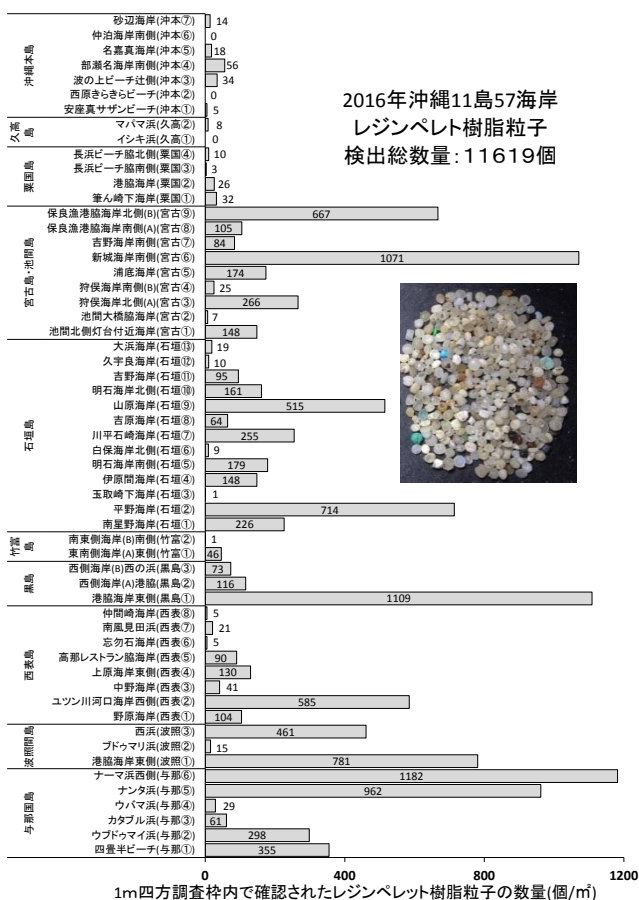 2016年沖縄11島57海岸
レジンペレト樹脂粒子
検出総数量：11619個
沖縄本島
砂辺海岸(沖本⑦) 14
仲泊海岸南側(沖本⑥) 0
名嘉真海岸(沖本⑤) 18
部瀬名海岸南側(沖本④) 56
波の上ビーチ辻側(沖本③) 34
西原きらきらビーチ(沖本②) 0
安座真サザンビーチ(沖本①) 5
久高島
マパマ浜(久高②) 8
イシキ浜(久高①) 0
粟国島
長浜ビーチ脇北側(粟国④) 10
長浜ビーチ脇南側(粟国③) 3
港脇海岸(粟国②) 26
筆ん崎下海岸(粟国①) 32
宮古島・池間島
保良漁港脇海岸北側(B)(宮古⑨) 667
保良漁港脇海岸南側(A)(宮古⑧) 105
吉野海岸南側(宮古⑦) 84
新城海岸南側(宮古⑥) 1071
浦底海岸(宮古⑤) 174
狩俣海岸南側(B)(宮古④) 25
狩俣海岸北側(A)(宮古③) 266
池間大橋脇海岸(宮古②) 7
池間北側灯台付近海岸(宮古①) 148
石垣島
大浜海岸(石垣⑬) 19
久宇良海岸(石垣⑫) 10
吉野海岸(石垣⑪) 95
明石海岸北側(石垣⑩) 161
山原海岸(石垣⑨) 515
吉原海岸(石垣⑧) 64
川平石崎海岸(石垣⑦) 255
白保海岸北側(石垣⑥) 9
明石海岸南側(石垣⑤) 179
伊原間海岸(石垣④) 148
玉取崎下海岸(石垣③) 1
平野海岸(石垣②) 714
南星野海岸(石垣①) 226
竹富島
南東側海岸(B)南側(竹富②) 1
東南側海岸(A)東側(竹富①) 46
黒島
西側海岸(B)西の浜(黒島③) 73
西側海岸(A)港脇(黒島②) 116
港脇海岸東側(黒島①) 1109
西表島
仲間崎海岸(西表⑧) 5
南風見田浜(西表⑦) 21
忘勿石海岸(西表⑥) 5
高那レストラン脇海岸(西表⑤) 90
上原海岸東側(西表④) 130
中野海岸(西表③) 41
ユツン川河口海岸西側(西表②) 585
野原海岸(西表①) 104
波照間島
西浜(波照③) 461
ブドゥマリ浜(波照②) 15
港脇海岸東側(波照①) 781
与那国島
ナーマ浜西側(与那⑥) 1182
ナンタ浜(与那⑤) 962
ウバマ浜(与那④) 29
カタブル浜(与那③) 61
ウブドゥマイ浜(与那②) 298
四畳半ビーチ(与那①) 355
0 400 800 1200
1m四方調査枠内で確認されたレジンペレット樹脂粒子の数量(個/㎡)